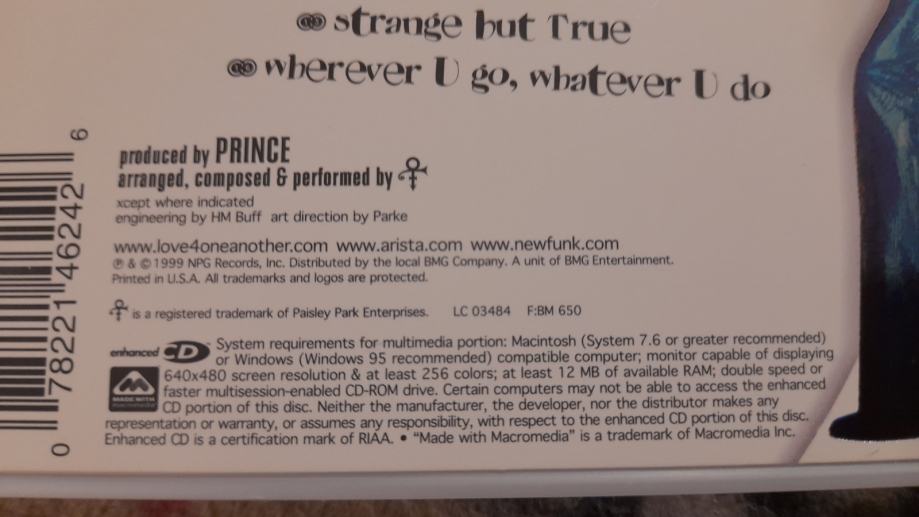 strange but True
wherever U go, whatever U do
produced by PRINCE
arranged, composed & performed by
xcept where indicated
engineering by HM Buff art direction by Parke
www.love4oneanother.com www.arista.com www.newfunk.com
℗ & © 1999 NPG Records, Inc. Distributed by the local BMG Company. A unit of BMG Entertainment.
Printed in U.S.A. All trademarks and logos are protected.
is a registered trademark of Paisley Park Enterprises. LC 03484 F:BM 650
enhanced CD System requirements for multimedia portion: Macintosh (System 7.6 or greater recommended)
or Windows (Windows 95 recommended) compatible computer; monitor capable of displaying
640x480 screen resolution & at least 256 colors; at least 12 MB of available RAM; double speed or
faster multisession-enabled CD-ROM drive. Certain computers may not be able to access the enhanced
MADE WITH MACROMEDIA CD portion of this disc. Neither the manufacturer, the developer, nor the distributor makes any
representation or warranty, or assumes any responsibility, with respect to the enhanced CD portion of this disc.
Enhanced CD is a certification mark of RIAA. • "Made with Macromedia" is a trademark of Macromedia Inc.
0 78221 46242 6